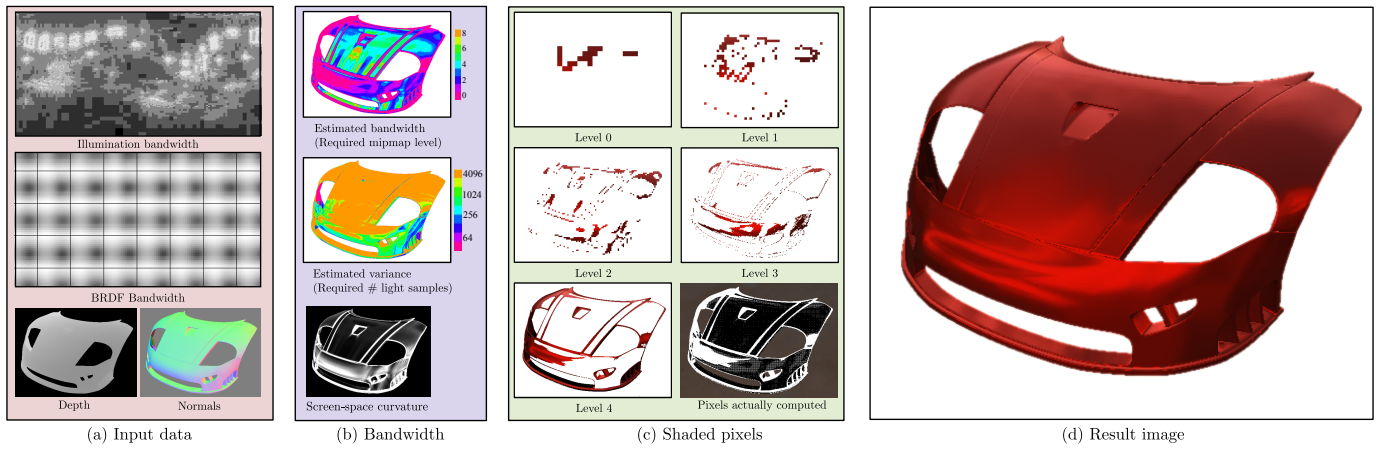 Illumination bandwidth
BRDF Bandwidth
Depth
Normals
(a) Input data
8
6
4
2
0
Estimated bandwidth
(Required mipmap level)
4096
1024
256
64
Estimated variance
(Required # light samples)
Screen-space curvature
(b) Bandwidth
Level 0
Level 1
Level 2
Level 3
Level 4
Pixels actually computed
(c) Shaded pixels
(d) Result image